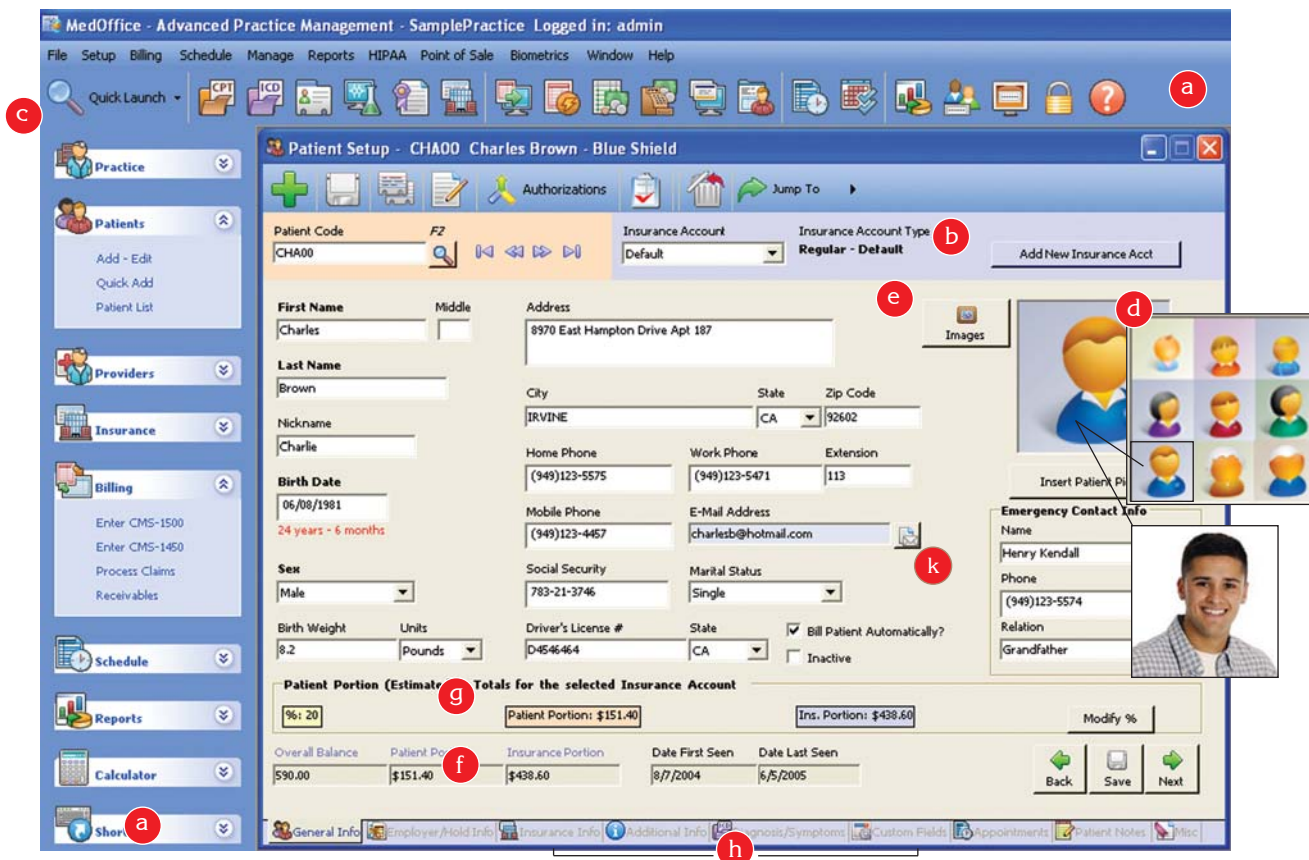 MedOffice - Advanced Practice Management - SamplePractice Logged in: admin
File Setup Billing Schedule Manage Reports HIPAA Point of Sale Biometrics Window Help
Quick Launch CPT ICD
a
c
Practice
Patients
Add - Edit
Quick Add
Patient List
Providers
Insurance
Billing
Enter CMS-1500
Enter CMS-1450
Process Claims
Receivables
Schedule
Reports
Calculator
a
Patient Setup - CHA00 Charles Brown - Blue Shield
Authorizations Jump To
Patient Code F2 Insurance Account Insurance Account Type b
CHA00 Default Regular - Default Add New Insurance Acct
First Name Middle Address e
Charles 8970 East Hampton Drive Apt 187 Images
d
Last Name
Brown City State Zip Code
IRVINE CA 92602
Nickname
Charlie Home Phone Work Phone Extension
(949)123-5575 (949)123-5471 113
Birth Date Insert Patient
06/08/1981 Mobile Phone E-Mail Address Emergency Contact Info
24 years - 6 months (949)123-4457 charlesb@hotmail.com Name
Henry Kendall
k
Sex Social Security Marital Status Phone
Male 783-21-3746 Single (949)123-5574
Birth Weight Units Driver's License # State Bill Patient Automatically? Relation
8.2 Pounds D4546464 CA Inactive Grandfather
Patient Portion g Totals for the selected Insurance Account
%: 20 Patient Portion: $151.40 Ins. Portion: $438.60 Modify %
Overall Balance Patient f Insurance Portion Date First Seen Date Last Seen
590.00 $151.40 $438.60 8/7/2004 6/5/2005 Back Save Next
General Info Employer/Hold Info Insurance Info Additional Info Custom Fields Appointments Patient Notes Misc
h